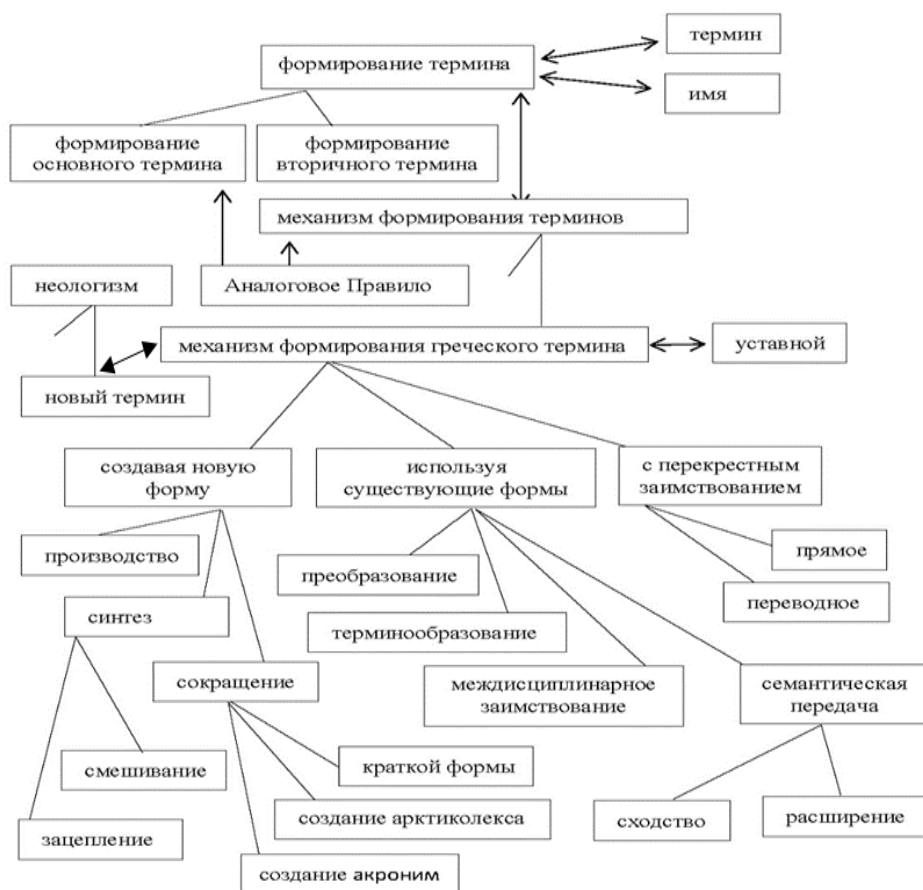 термин
формирование термина
имя
формирование
основного термина
формирование
вторичного термина
механизм формирования терминов
неологизм
Аналоговое Правило
механизм формирования греческого термина
уставной
новый термин
создавая новую
форму
используя
существующие формы
с перекрестным
заимствованием
производство
прямое
преобразование
переводное
синтез
терминообразование
сокращение
междисциплинарное
заимствование
семантическая
передача
смешивание
краткой формы
создание арктиколекса
сходство
расширение
зацепление
создание акроним